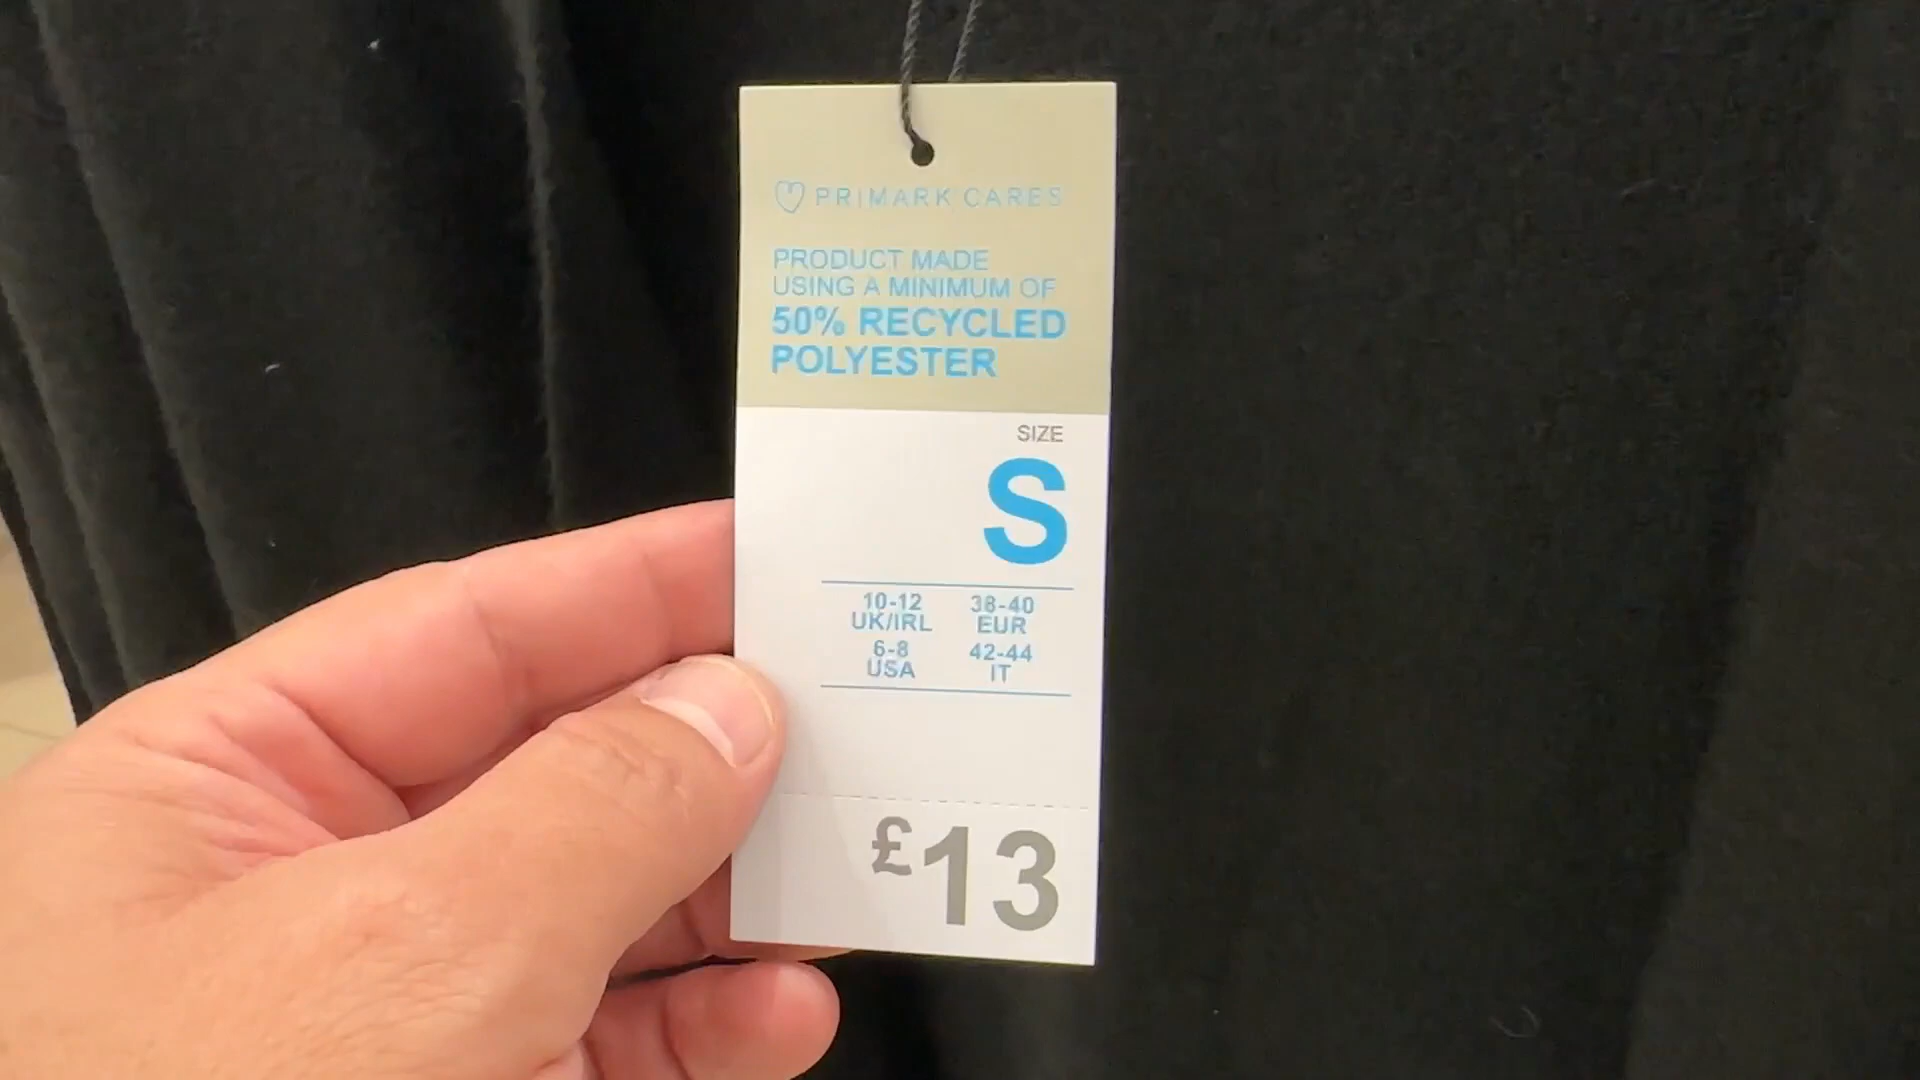 PRIMARK CARES
PRODUCT MADE
USING A MINIMUM OF
50% RECYCLED
POLYESTER
SIZE
S
10-12 38-40
UK/IRL EUR
6-8 42-44
USA IT
£13